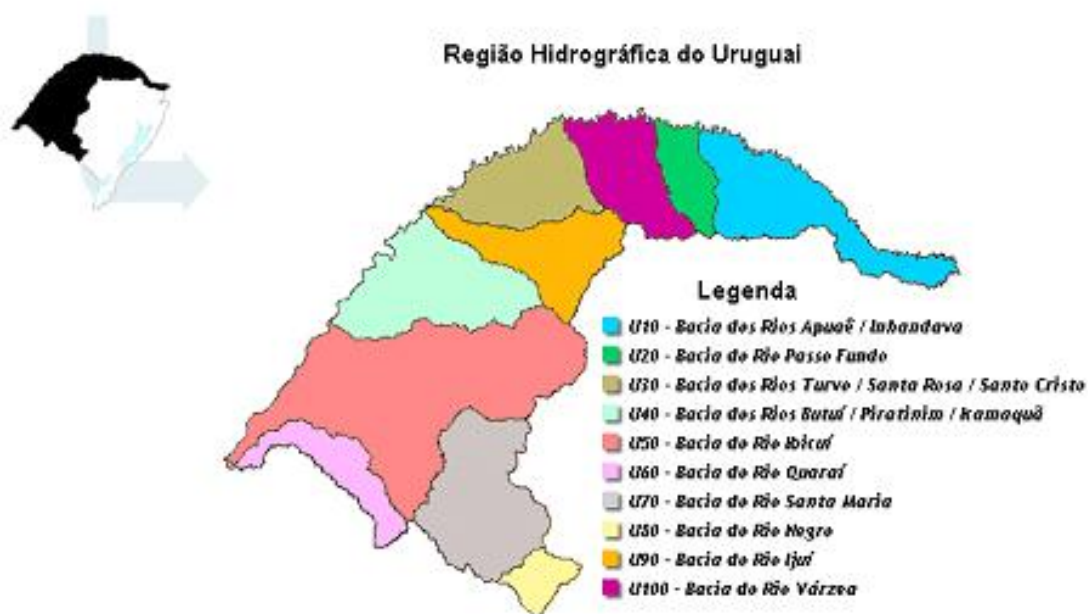 Região Hidrográfica do Uruguai
Legenda
U10 - Bacia dos Rios Apuaê / Inhandava
U20 - Bacia do Rio Passo Fundo
U30 - Bacia dos Rios Turvo / Santa Rosa / Santo Cristo
U40 - Bacia dos Rios Butuí / Piratinim / Icamaquã
U50 - Bacia do Rio Ibicuí
U60 - Bacia do Rio Quaraí
U70 - Bacia do Rio Santa Maria
U80 - Bacia do Rio Negro
U90 - Bacia do Rio Ijuí
U100 - Bacia do Rio Várzea